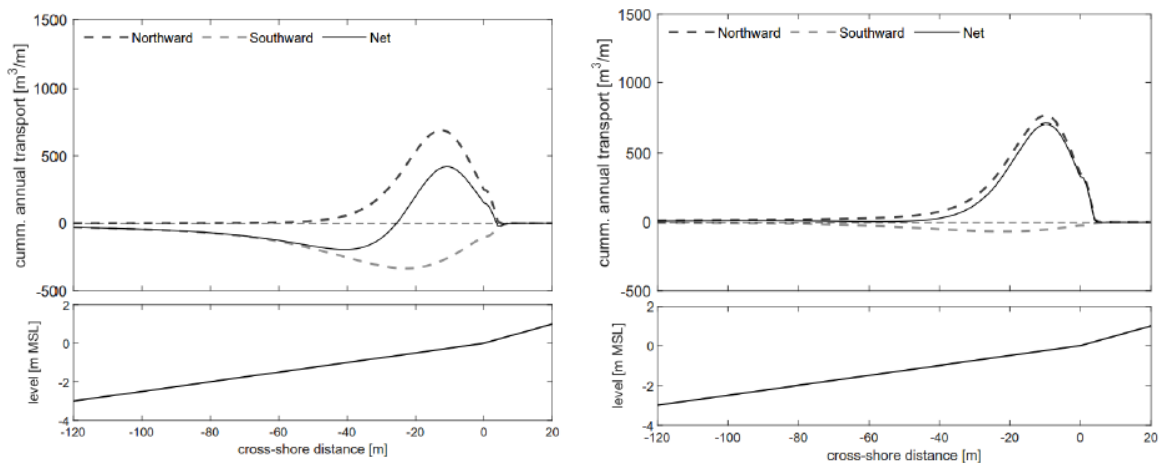 1500
Northward Southward Net
1000
500
0
-500
cumm. annual transport [m³/m]
2
0
-2
-4
level [m MSL]
-120 -100 -80 -60 -40 -20 0 20
cross-shore distance [m]
1500
Northward Southward Net
1000
500
0
-500
cumm. annual transport [m³/m]
2
0
-2
-4
level [m MSL]
-120 -100 -80 -60 -40 -20 0 20
cross-shore distance [m]